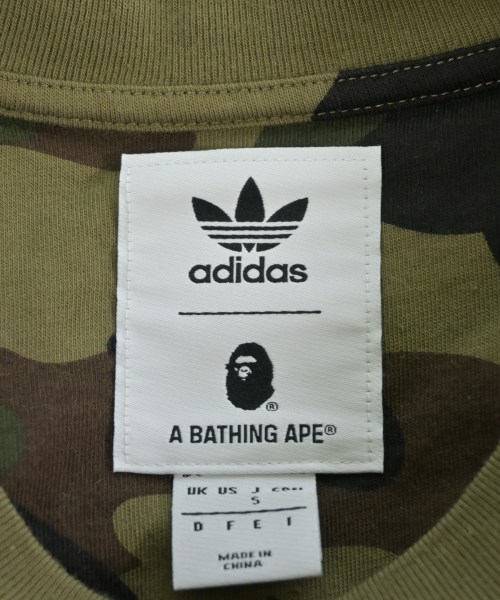 adidas
®
A BATHING APE®
UK US J
S
D F E I
MADE IN
CHINA